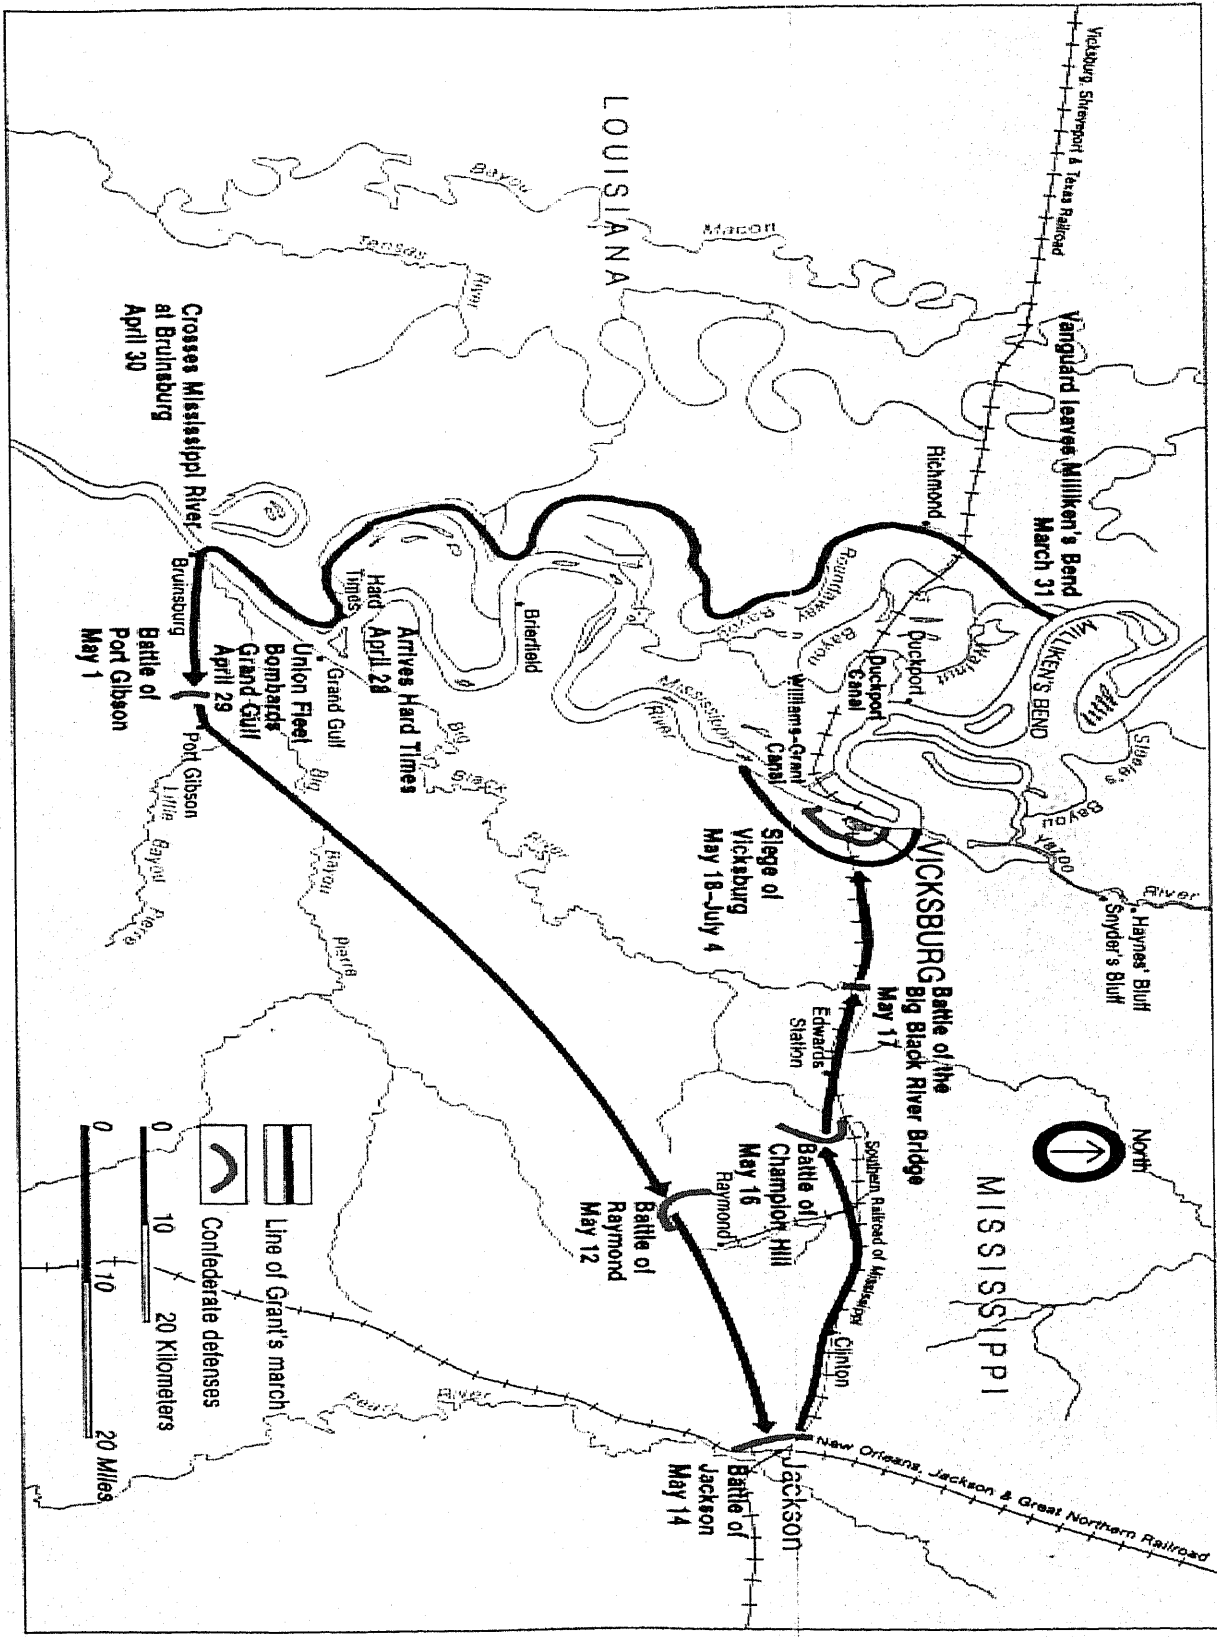 Vicksburg, Shreveport & Texas Railroad
LOUISIANA
Bayou
Macon
Tensas
River
Vanguard leaves Milliken's Bend
March 31
Richmond
MILLIKEN'S BEND
Walnut
Duckport
Duckport
Canal
Roundaway
Bayou
Bayou
Williams-Grant
Canal
Mississippi
River
Steele's
Bayou
Yazoo
River
Haynes' Bluff
Snyder's Bluff
VICKSBURG
Siege of
Vicksburg
May 18–July 4
Battle of the
Big Black River Bridge
May 17
Edwards
Station
North
MISSISSIPPI
Southern Railroad of Mississippi
Battle of
Champion Hill
May 16
Raymond
Battle of
Raymond
May 12
Clinton
Jackson
New Orleans, Jackson & Great Northern Railroad
Battle of
Jackson
May 14
Brierfield
Hard
Times
Arrives Hard Times
April 28
Grand Gulf
Union Fleet
Bombards
Grand Gulf
April 29
Big
Black
River
Crosses Mississippi River
at Bruinsburg
April 30
Bruinsburg
Battle of
Port Gibson
May 1
Port Gibson
Big
Bayou
Pierre
Little
Bayou
Pierre
Pearl
River
Line of Grant's march
Confederate defenses
0 10 20 Kilometers
0 10 20 Miles